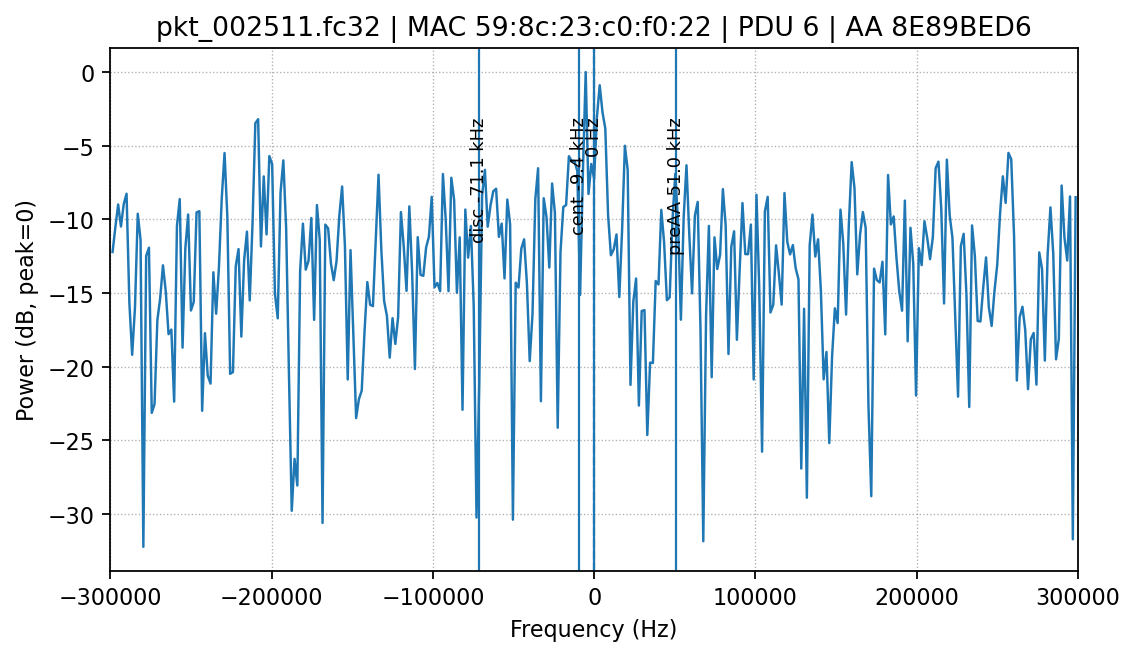 pkt_002511.fc32 | MAC 59:8c:23:c0:f0:22 | PDU 6 | AA 8E89BED6
Power (dB, peak=0)
0
−5
−10
−15
−20
−25
−30
disc -71.1 kHz
cent -9.4 kHz
0 Hz
preAA 51.0 kHz
−300000
−200000
−100000
0
100000
200000
300000
Frequency (Hz)